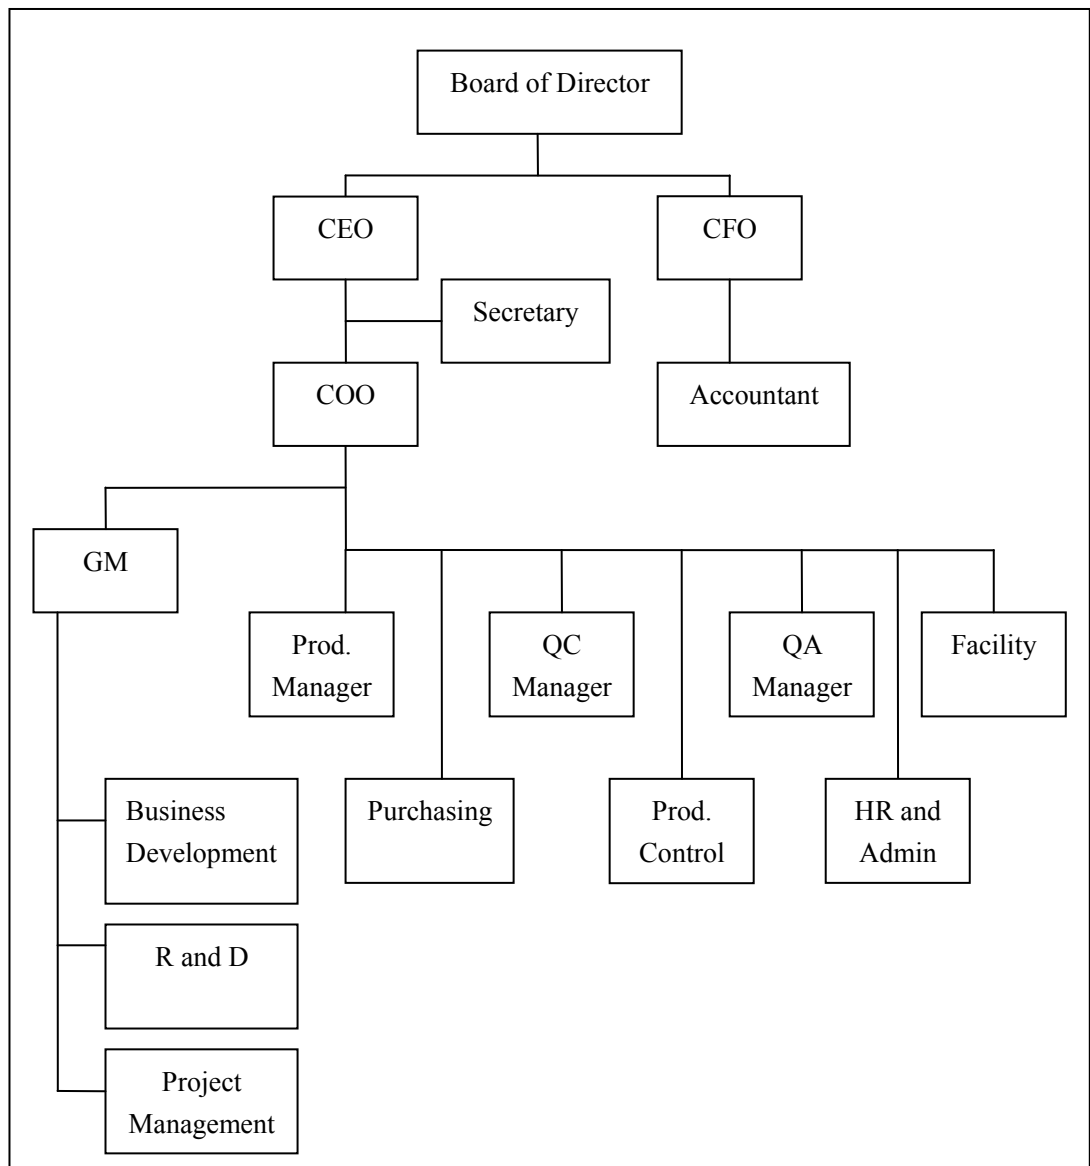 Board of Director
CEO
CFO
Secretary
COO
Accountant
GM
Prod.
Manager
QC
Manager
QA
Manager
Facility
Business
Development
Purchasing
Prod.
Control
HR and
Admin
R and D
Project
Management